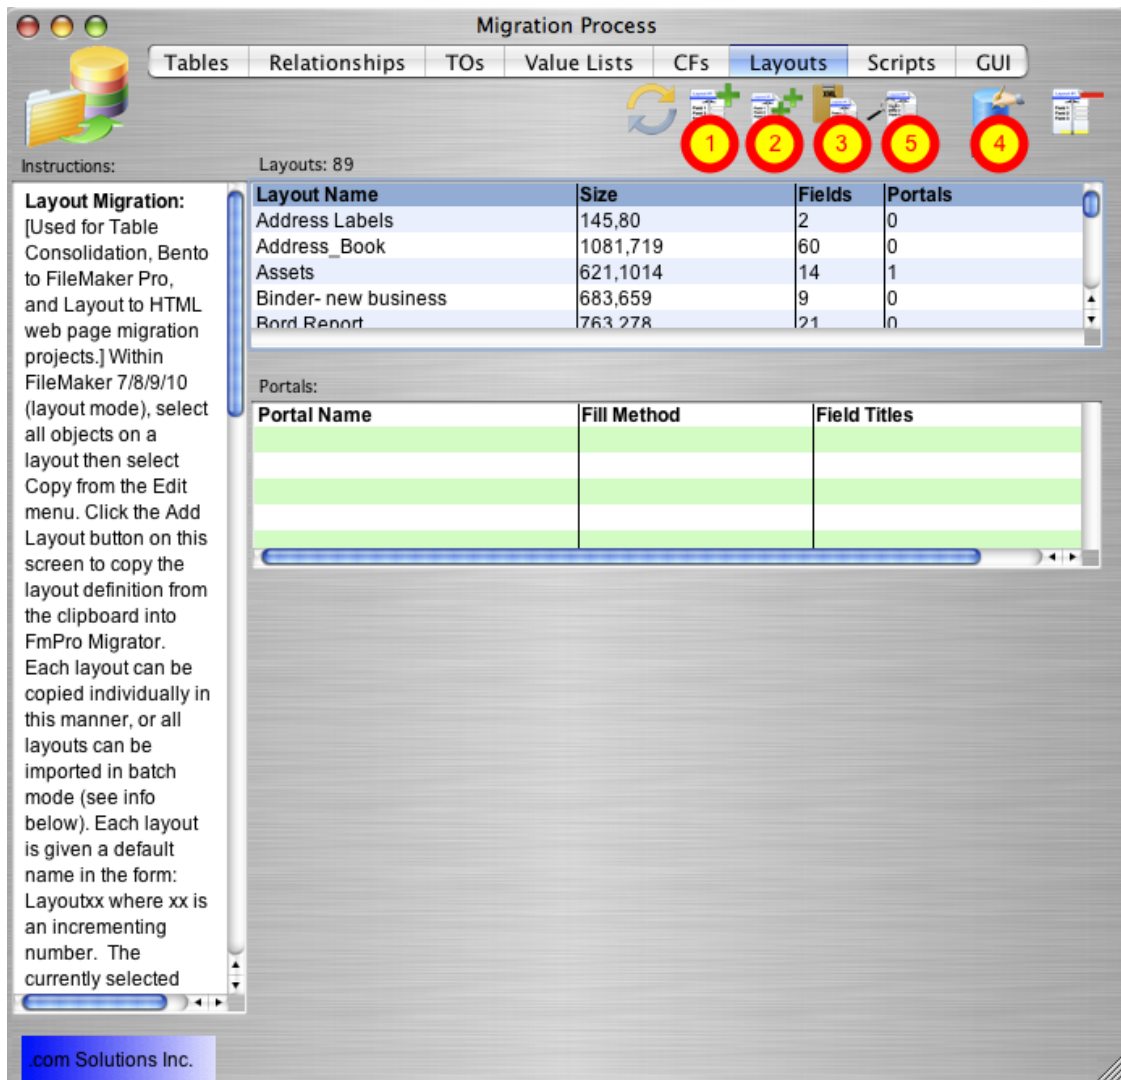 Migration Process
Tables Relationships TOs Value Lists CFs Layouts Scripts GUI
1 2 3 5 4
Instructions:
Layouts: 89
Layout Name Size Fields Portals
Address Labels 145,80 2 0
Address_Book 1081,719 60 0
Assets 621,1014 14 1
Binder- new business 683,659 9 0
Bord Report 763,278 21 0
Portals:
Portal Name Fill Method Field Titles
Layout Migration:
[Used for Table
Consolidation, Bento
to FileMaker Pro,
and Layout to HTML
web page migration
projects.] Within
FileMaker 7/8/9/10
(layout mode), select
all objects on a
layout then select
Copy from the Edit
menu. Click the Add
Layout button on this
screen to copy the
layout definition from
the clipboard into
FmPro Migrator.
Each layout can be
copied individually in
this manner, or all
layouts can be
imported in batch
mode (see info
below). Each layout
is given a default
name in the form:
Layoutxx where xx is
an incrementing
number.  The
currently selected
.com Solutions Inc.